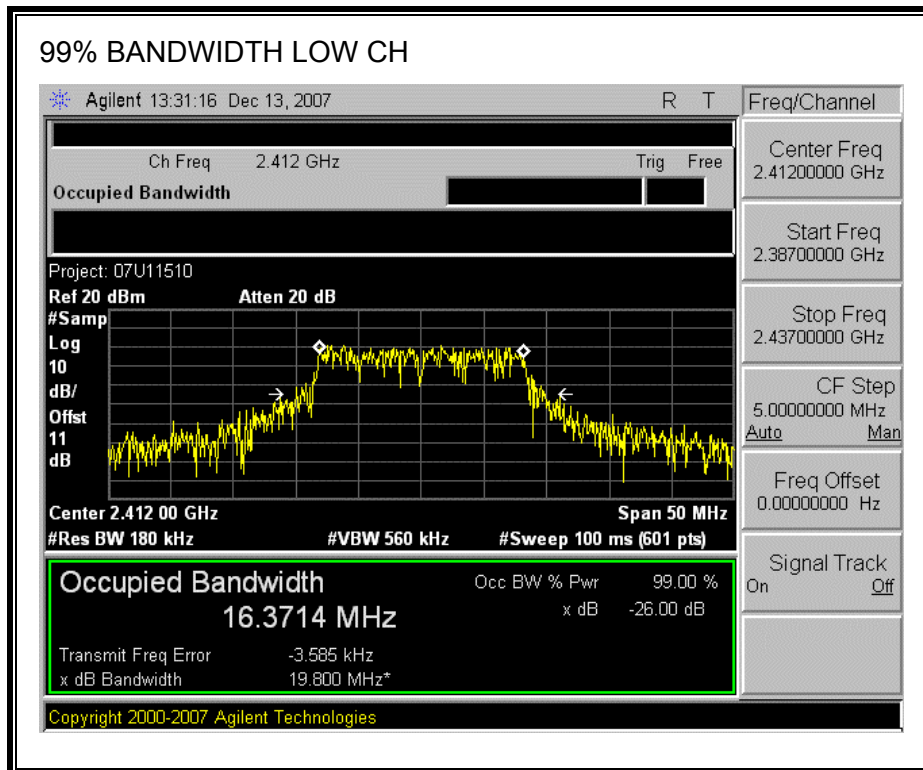 99% BANDWIDTH LOW CH
Agilent 13:31:16 Dec 13, 2007 R T
Freq/Channel
Ch Freq 2.412 GHz Trig Free
Occupied Bandwidth
Center Freq
2.41200000 GHz
Start Freq
2.38700000 GHz
Stop Freq
2.43700000 GHz
CF Step
5.00000000 MHz
Auto Man
Freq Offset
0.00000000 Hz
Signal Track
On Off
Project: 07U11510
Ref 20 dBm Atten 20 dB
#Samp
Log
10
dB/
Offst
11
dB
Center 2.412 00 GHz Span 50 MHz
#Res BW 180 kHz #VBW 560 kHz #Sweep 100 ms (601 pts)
Occupied Bandwidth Occ BW % Pwr 99.00 %
16.3714 MHz x dB -26.00 dB
Transmit Freq Error -3.585 kHz
x dB Bandwidth 19.800 MHz*
Copyright 2000-2007 Agilent Technologies